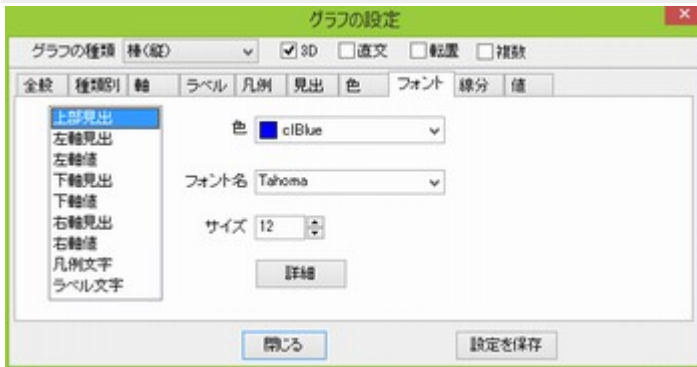 グラフの設定
グラフの種類 棒(縦) 3D 直交 転置 複数
全般 種類別 軸 ラベル 凡例 見出 色 フォント 線分 値
上部見出
左軸見出
左軸値
下軸見出
下軸値
右軸見出
右軸値
凡例文字
ラベル文字
色 clBlue
フォント名 Tahoma
サイズ 12
詳細
閉じる 設定を保存